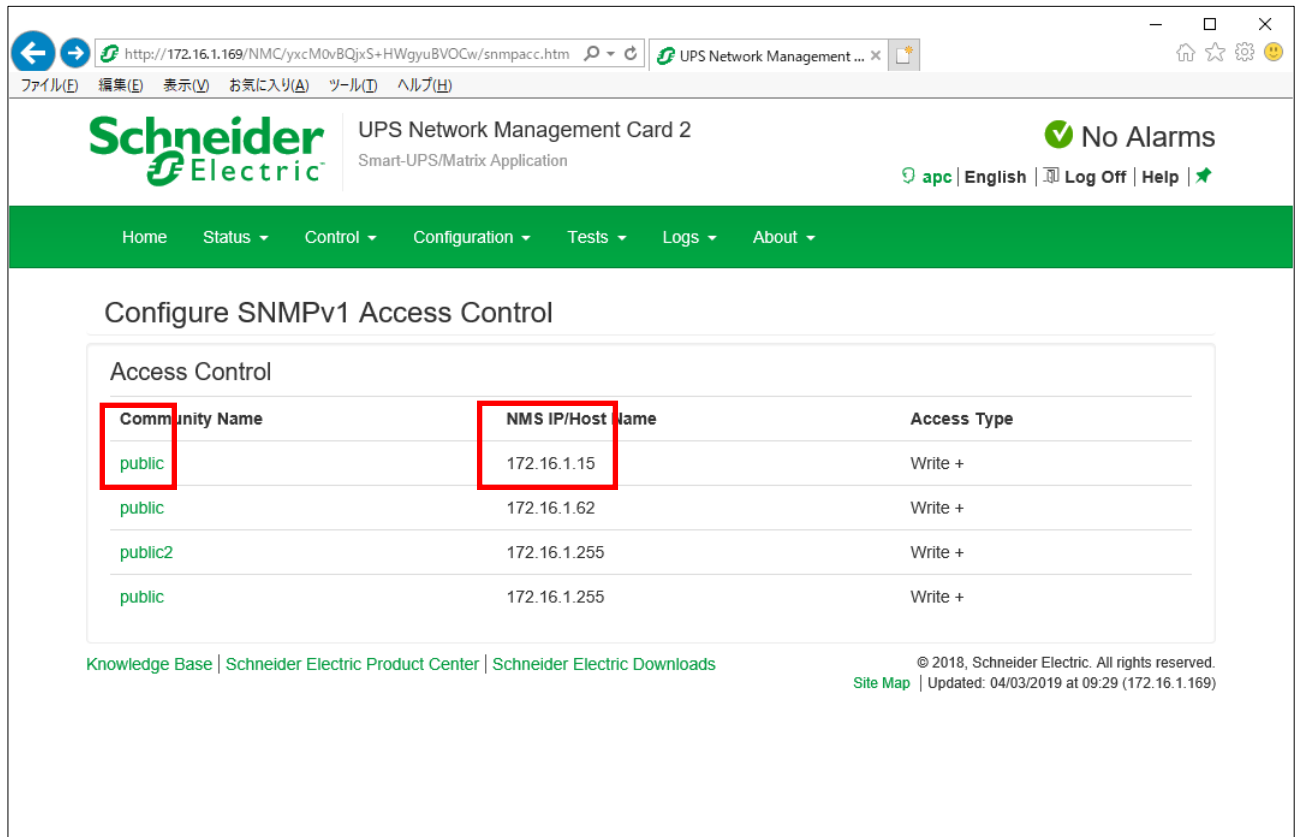 http://172.16.1.169/NMC/yxcM0vBQjxS+HWgyuBVOCw/snmpacc.htm
UPS Network Management ...
ファイル(F) 編集(E) 表示(V) お気に入り(A) ツール(T) ヘルプ(H)
Schneider Electric
UPS Network Management Card 2
Smart-UPS/Matrix Application
No Alarms
apc | English | Log Off | Help |
Home Status Control Configuration Tests Logs About
Configure SNMPv1 Access Control
Access Control
Community Name NMS IP/Host Name Access Type
public 172.16.1.15 Write +
public 172.16.1.62 Write +
public2 172.16.1.255 Write +
public 172.16.1.255 Write +
Knowledge Base | Schneider Electric Product Center | Schneider Electric Downloads
© 2018, Schneider Electric. All rights reserved.
Site Map | Updated: 04/03/2019 at 09:29 (172.16.1.169)